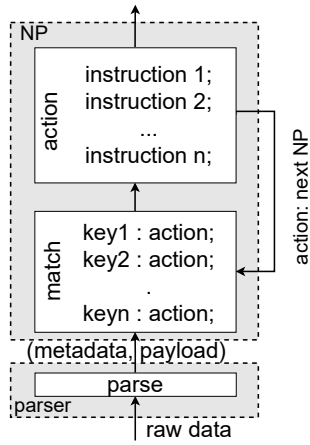 NP
action
instruction 1;
instruction 2;
...
instruction n;
action: next NP
match
key1 : action;
key2 : action;
.
keyn : action;
(metadata, payload)
parse
parser
raw data